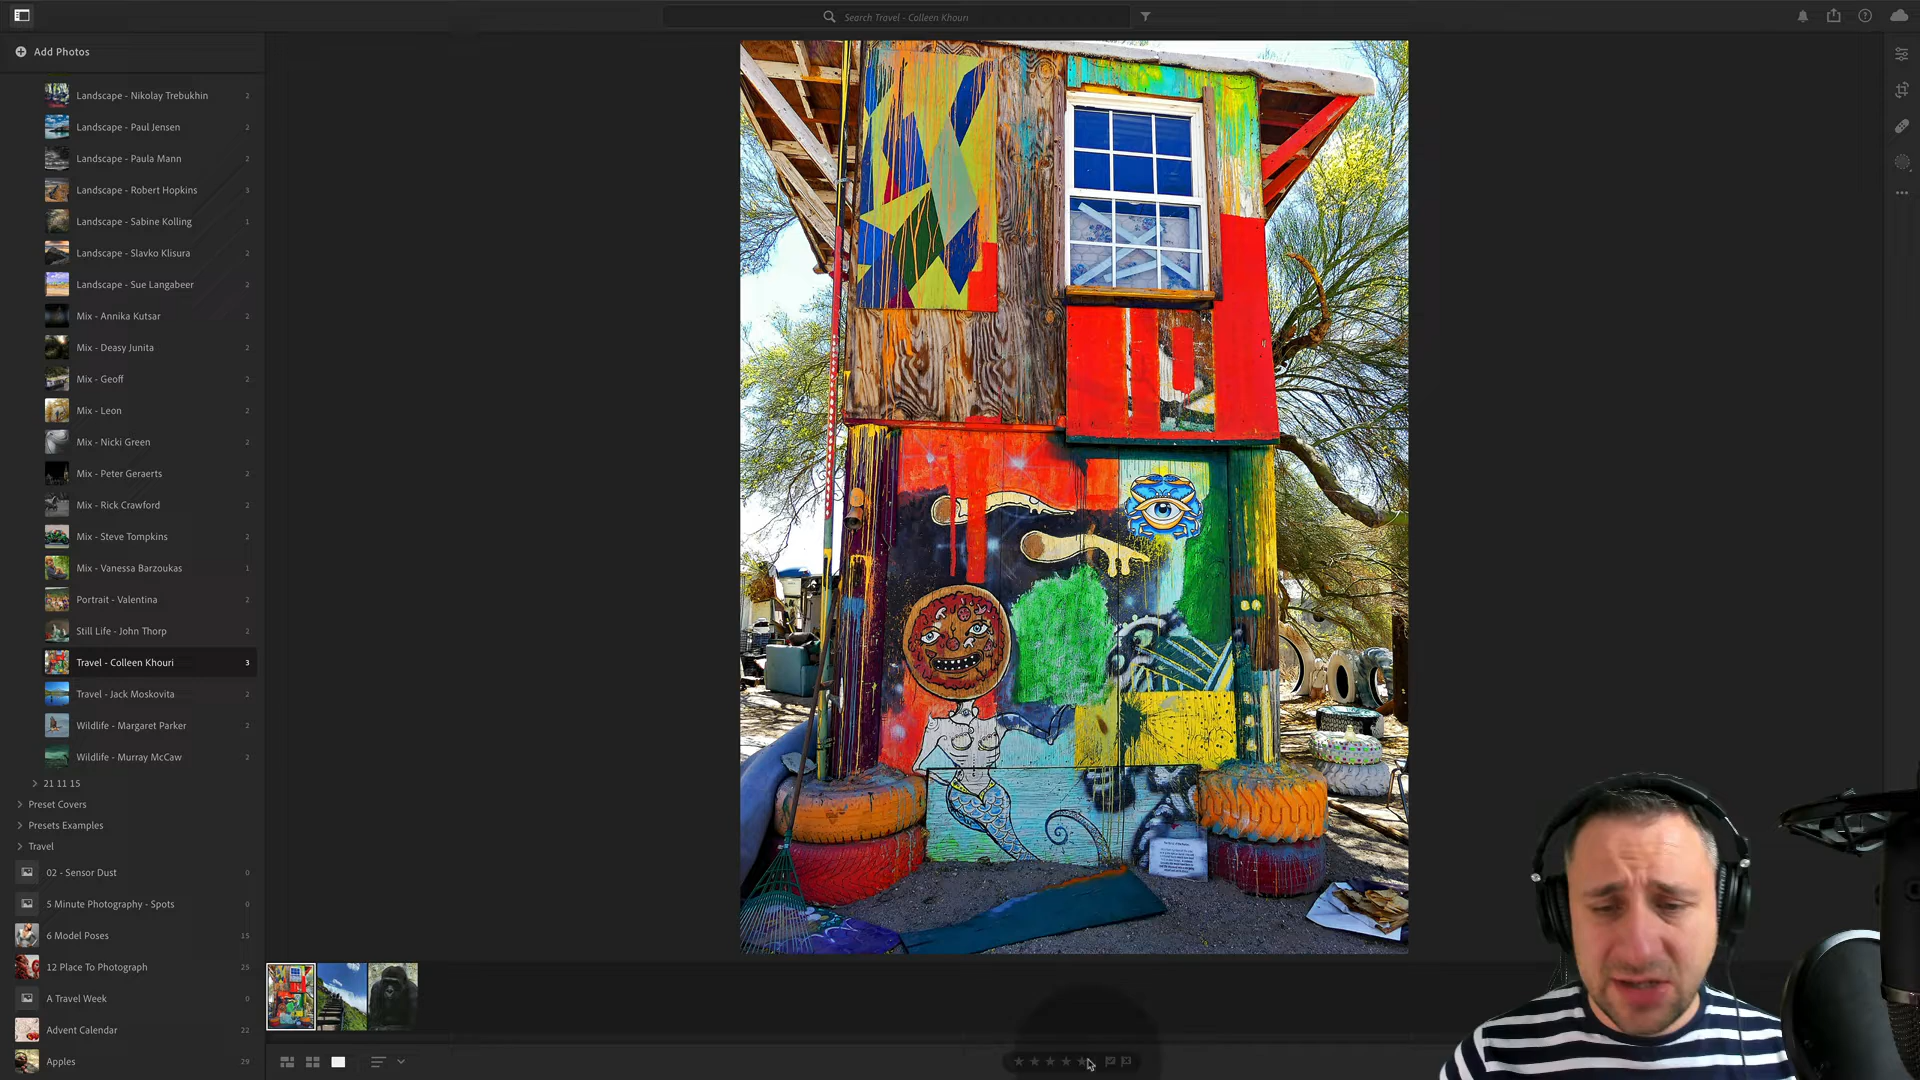 Search Travel - Colleen Khouri
Add Photos
Landscape - Nikolay Trebukhin 2
Landscape - Paul Jensen 2
Landscape - Paula Mann 2
Landscape - Robert Hopkins 3
Landscape - Sabine Kolling 1
Landscape - Slavko Klisura 2
Landscape - Sue Langabeer 2
Mix - Annika Kutsar 2
Mix - Deasy Junita 2
Mix - Geoff 2
Mix - Leon 2
Mix - Nicki Green 2
Mix - Peter Geraerts 2
Mix - Rick Crawford 2
Mix - Steve Tompkins 2
Mix - Vanessa Barzoukas 1
Portrait - Valentina 2
Still Life - John Thorp 2
Travel - Colleen Khouri 3
Travel - Jack Moskovita 2
Wildlife - Margaret Parker 2
Wildlife - Murray McCaw 2
21 11 15
Preset Covers
Presets Examples
Travel
02 - Sensor Dust 0
5 Minute Photography - Spots 0
6 Model Poses 15
12 Place To Photograph 25
A Travel Week 0
Advent Calendar 22
Apples 29